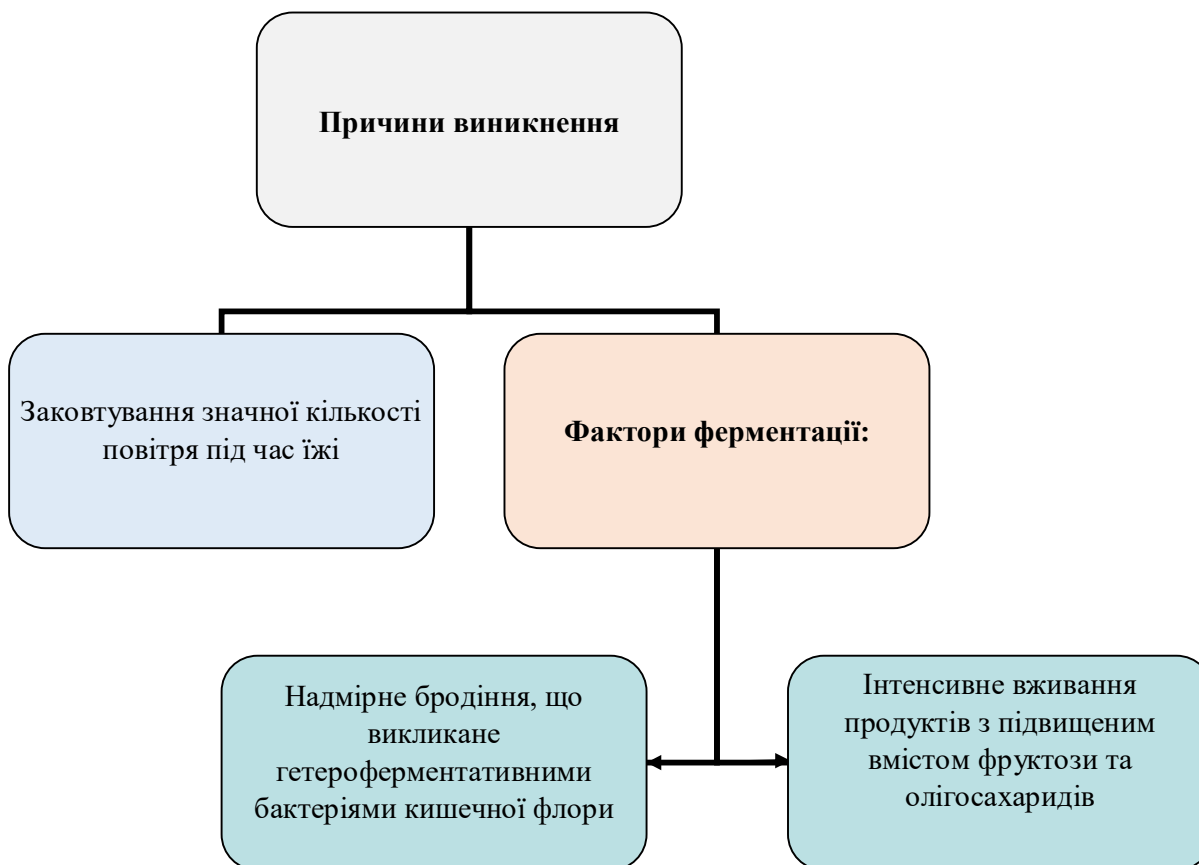 Причини виникнення
Заковтування значної кількості
повітря під час їжі
Фактори ферментації:
Надмірне бродіння, що
викликане
гетероферментативними
бактеріями кишечної флори
Інтенсивне вживання
продуктів з підвищеним
вмістом фруктози та
олігосахаридів